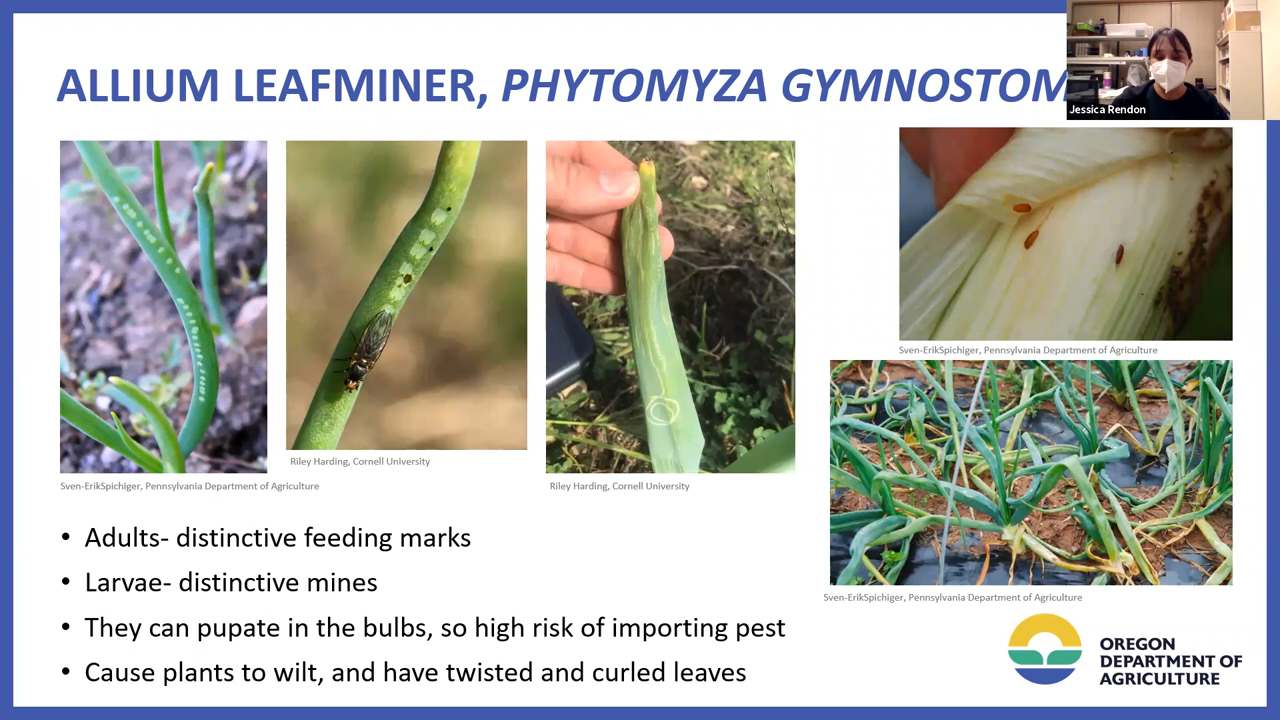 ALLIUM LEAFMINER, PHYTOMYZA GYMNOSTOM
Jessica Rendon
Sven-ErikSpichiger, Pennsylvania Department of Agriculture
Riley Harding, Cornell University
Sven-ErikSpichiger, Pennsylvania Department of Agriculture
Riley Harding, Cornell University
• Adults- distinctive feeding marks
• Larvae- distinctive mines
• They can pupate in the bulbs, so high risk of importing pest
• Cause plants to wilt, and have twisted and curled leaves
Sven-ErikSpichiger, Pennsylvania Department of Agriculture
OREGON
DEPARTMENT OF
AGRICULTURE